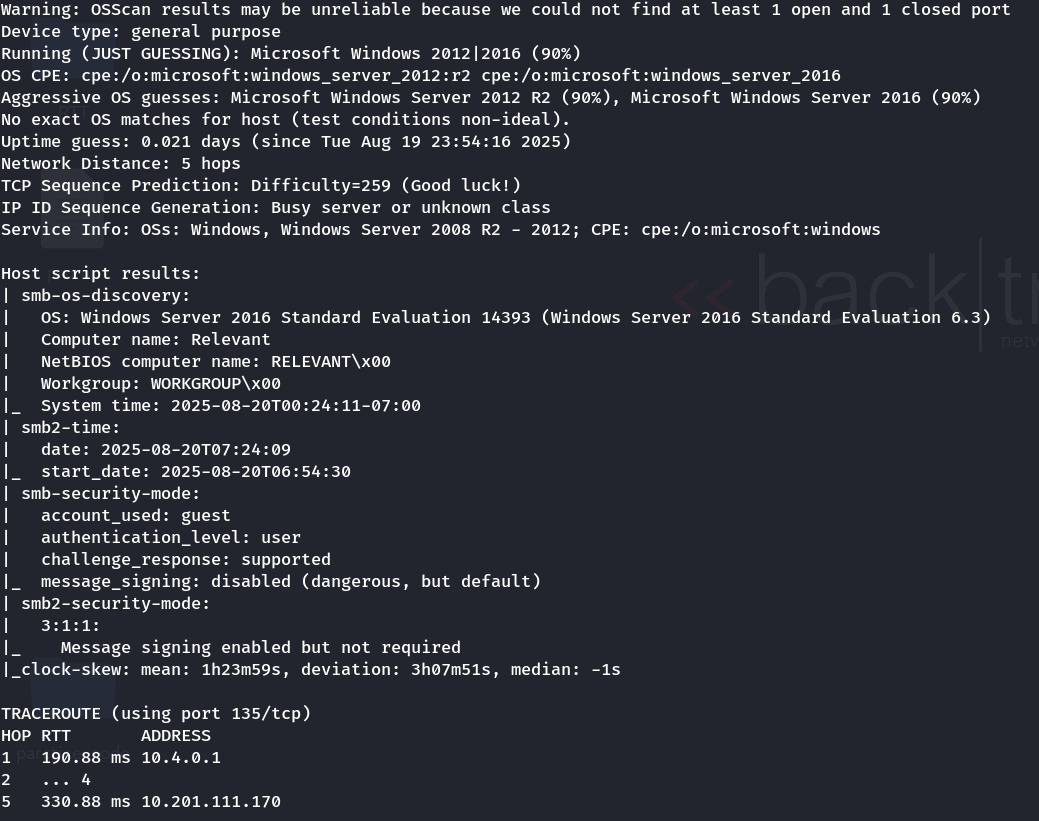 Warning: OSScan results may be unreliable because we could not find at least 1 open and 1 closed port
Device type: general purpose
Running (JUST GUESSING): Microsoft Windows 2012|2016 (90%)
OS CPE: cpe:/o:microsoft:windows_server_2012:r2 cpe:/o:microsoft:windows_server_2016
Aggressive OS guesses: Microsoft Windows Server 2012 R2 (90%), Microsoft Windows Server 2016 (90%)
No exact OS matches for host (test conditions non-ideal).
Uptime guess: 0.021 days (since Tue Aug 19 23:54:16 2025)
Network Distance: 5 hops
TCP Sequence Prediction: Difficulty=259 (Good luck!)
IP ID Sequence Generation: Busy server or unknown class
Service Info: OSs: Windows, Windows Server 2008 R2 - 2012; CPE: cpe:/o:microsoft:windows

Host script results:
| smb-os-discovery:
|   OS: Windows Server 2016 Standard Evaluation 14393 (Windows Server 2016 Standard Evaluation 6.3)
|   Computer name: Relevant
|   NetBIOS computer name: RELEVANT\x00
|   Workgroup: WORKGROUP\x00
|_  System time: 2025-08-20T00:24:11-07:00
| smb2-time:
|   date: 2025-08-20T07:24:09
|_  start_date: 2025-08-20T06:54:30
| smb-security-mode:
|   account_used: guest
|   authentication_level: user
|   challenge_response: supported
|_  message_signing: disabled (dangerous, but default)
| smb2-security-mode:
|   3:1:1:
|_    Message signing enabled but not required
|_clock-skew: mean: 1h23m59s, deviation: 3h07m51s, median: -1s

TRACEROUTE (using port 135/tcp)
HOP RTT       ADDRESS
1   190.88 ms 10.4.0.1
2   ... 4
5   330.88 ms 10.201.111.170
<< back|tr